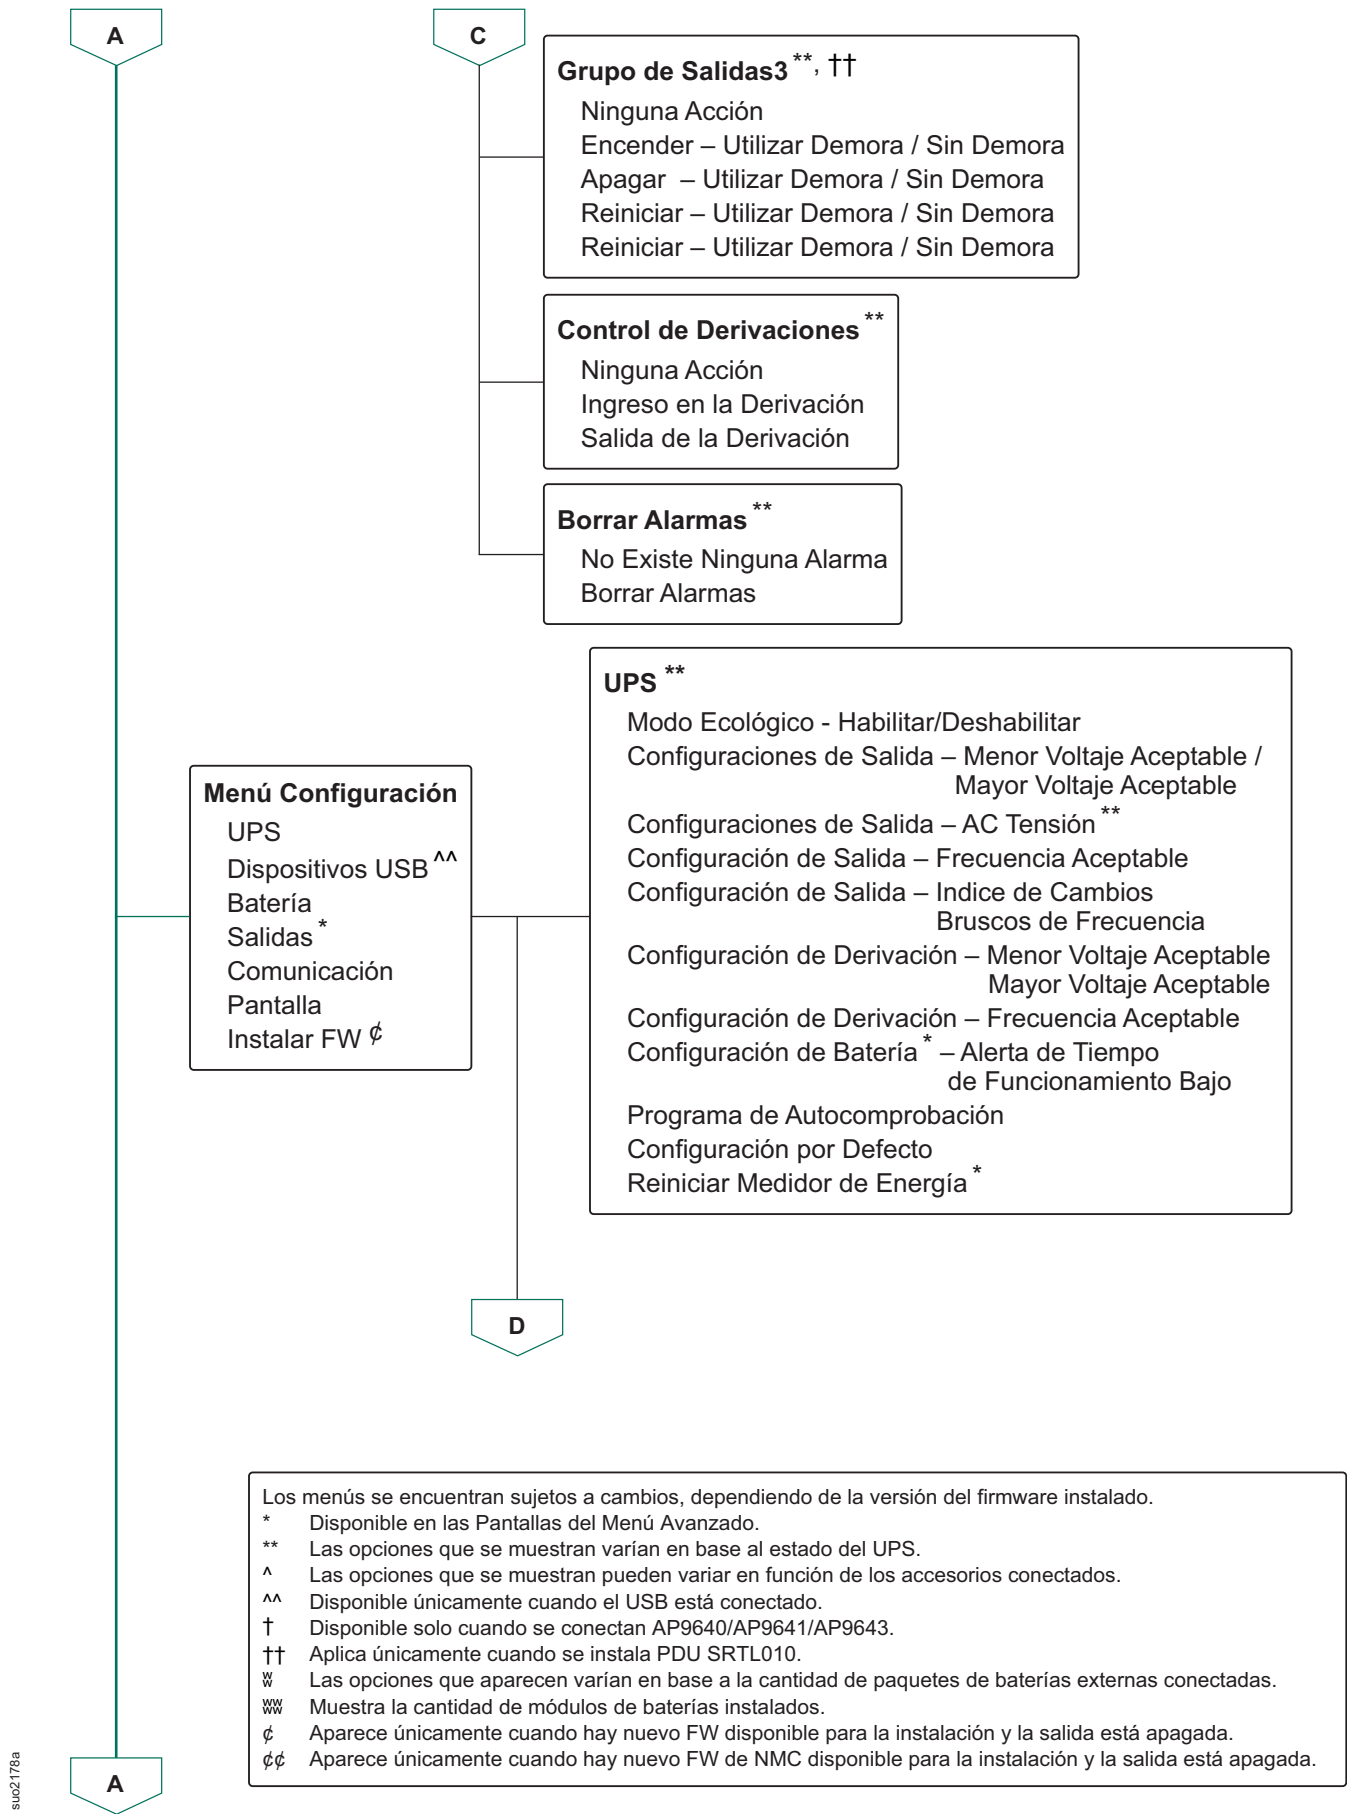 A
C
Grupo de Salidas3 **, ††
Ninguna Acción
Encender – Utilizar Demora / Sin Demora
Apagar – Utilizar Demora / Sin Demora
Reiniciar – Utilizar Demora / Sin Demora
Reiniciar – Utilizar Demora / Sin Demora
Control de Derivaciones **
Ninguna Acción
Ingreso en la Derivación
Salida de la Derivación
Borrar Alarmas **
No Existe Ninguna Alarma
Borrar Alarmas
Menú Configuración
UPS
Dispositivos USB ^^
Batería
Salidas *
Comunicación
Pantalla
Instalar FW ¢
UPS **
Modo Ecológico - Habilitar/Deshabilitar
Configuraciones de Salida – Menor Voltaje Aceptable /
Mayor Voltaje Aceptable
Configuraciones de Salida – AC Tensión **
Configuración de Salida – Frecuencia Aceptable
Configuración de Salida – Indice de Cambios
Bruscos de Frecuencia
Configuración de Derivación – Menor Voltaje Aceptable
Mayor Voltaje Aceptable
Configuración de Derivación – Frecuencia Aceptable
Configuración de Batería * – Alerta de Tiempo
de Funcionamiento Bajo
Programa de Autocomprobación
Configuración por Defecto
Reiniciar Medidor de Energía *
D
Los menús se encuentran sujetos a cambios, dependiendo de la versión del firmware instalado.
* Disponible en las Pantallas del Menú Avanzado.
** Las opciones que se muestran varían en base al estado del UPS.
^ Las opciones que se muestran pueden variar en función de los accesorios conectados.
^^ Disponible únicamente cuando el USB está conectado.
† Disponible solo cuando se conectan AP9640/AP9641/AP9643.
†† Aplica únicamente cuando se instala PDU SRTL010.
ʬ Las opciones que aparecen varían en base a la cantidad de paquetes de baterías externas conectadas.
ʬʬ Muestra la cantidad de módulos de baterías instalados.
¢ Aparece únicamente cuando hay nuevo FW disponible para la instalación y la salida está apagada.
¢¢ Aparece únicamente cuando hay nuevo FW de NMC disponible para la instalación y la salida está apagada.
suo2178a
A